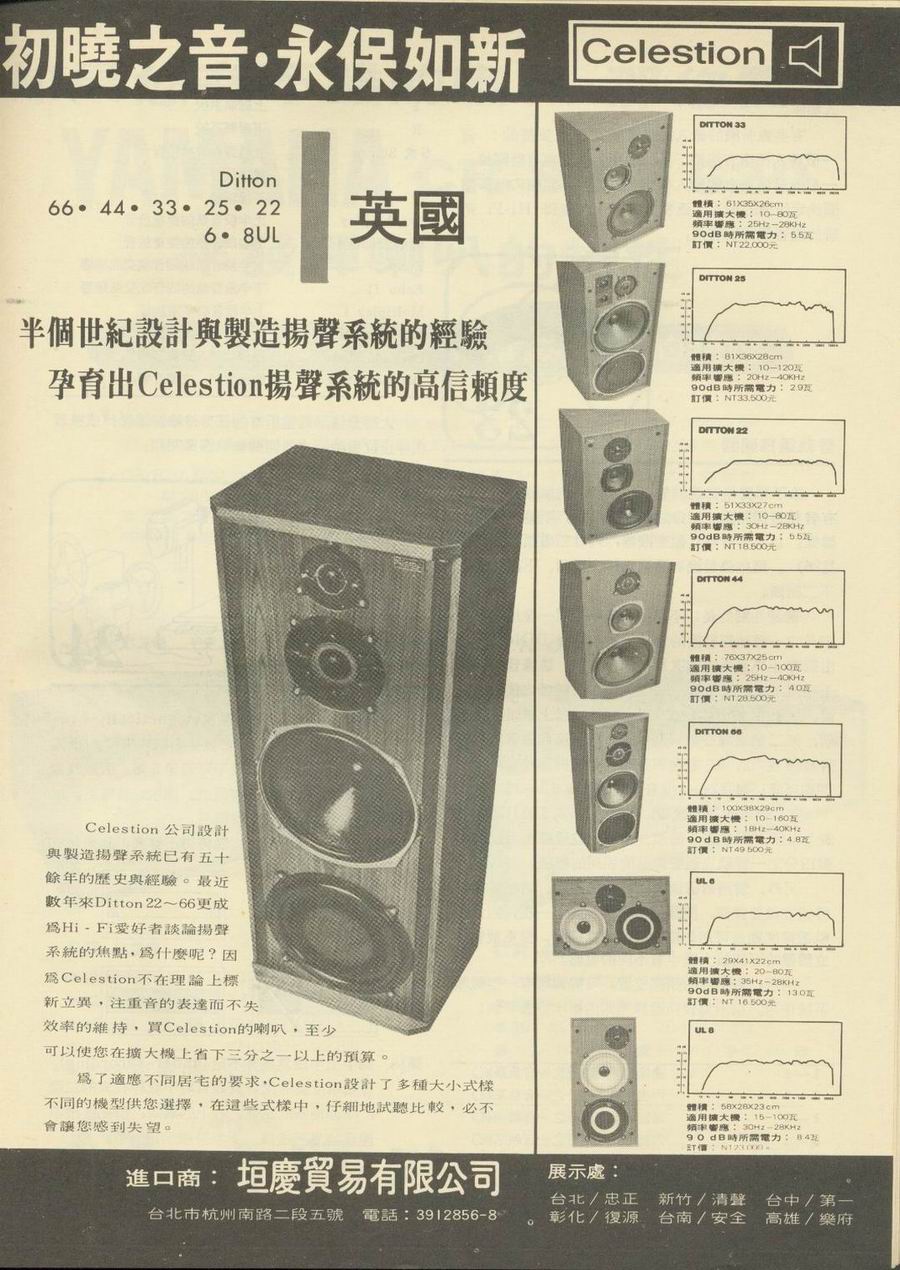 初曉之音·永保如新
Celestion
Ditton
66• 44• 33• 25• 22
6• 8UL
英國
半個世紀設計與製造揚聲系統的經驗
孕育出Celestion揚聲系統的高信賴度
Celestion 公司設計
與製造揚聲系統已有五十
餘年的歷史與經驗。最近
數年來Ditton 22～66更成
為Hi - Fi愛好者談論揚聲
系統的焦點，為什麼呢？因
為Celestion不在理論上標
新立異，注重音的表達而不失
效率的維持，買Celestion的喇叭，至少
可以使您在擴大機上省下三分之一以上的預算。
為了適應不同居宅的要求，Celestion設計了多種大小式樣
不同的機型供您選擇，在這些式樣中，仔細地試聽比較，必不
會讓您感到失望。
DITTON 33
體積：61X35X26cm
適用擴大機：10—80瓦
頻率響應：25Hz—28KHz
90dB時所需電力：5.5瓦
訂價：NT22,000元
DITTON 25
體積：81X36X28cm
適用擴大機：10—120瓦
頻率響應：20Hz—40KHz
90dB時所需電力：2.9瓦
訂價：NT33,500元
DITTON 22
體積：51X33X27cm
適用擴大機：10—80瓦
頻率響應：30Hz—28KHz
90dB時所需電力：5.5瓦
訂價：NT18,500元
DITTON 44
體積：76X37X25cm
適用擴大機：10—100瓦
頻率響應：25Hz—40KHz
90dB時所需電力：4.0瓦
訂價：NT28,500元
DITTON 66
體積：100X38X29cm
適用擴大機：10—160瓦
頻率響應：18Hz—40KHz
90dB時所需電力：4.8瓦
訂價：NT49,500元
UL 6
體積：29X41X22cm
適用擴大機：20—80瓦
頻率響應：35Hz—28KHz
90dB時所需電力：13.0瓦
訂價：NT 16,500元
UL 8
體積：58X28X23cm
適用擴大機：15—100瓦
頻率響應：30Hz—28KHz
90dB時所需電力：8.4瓦
訂價：
進口商：垣慶貿易有限公司
台北市杭州南路二段五號 電話：3912856-8
展示處：
台北／忠正 新竹／清聲 台中／第一
彰化／復源 台南／安全 高雄／樂府